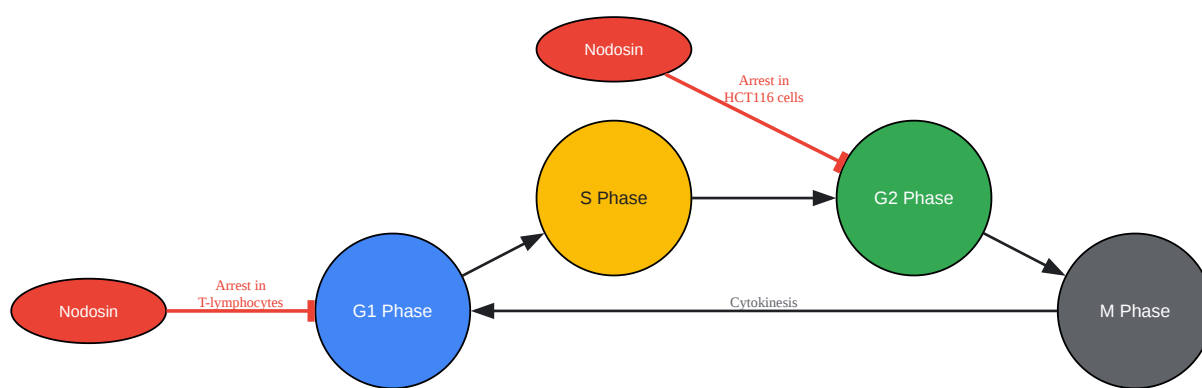 Nodosin
Arrest in
HCT116 cells
S Phase
G2 Phase
Arrest in
T-lymphocytes
Nodosin
G1 Phase
Cytokinesis
M Phase